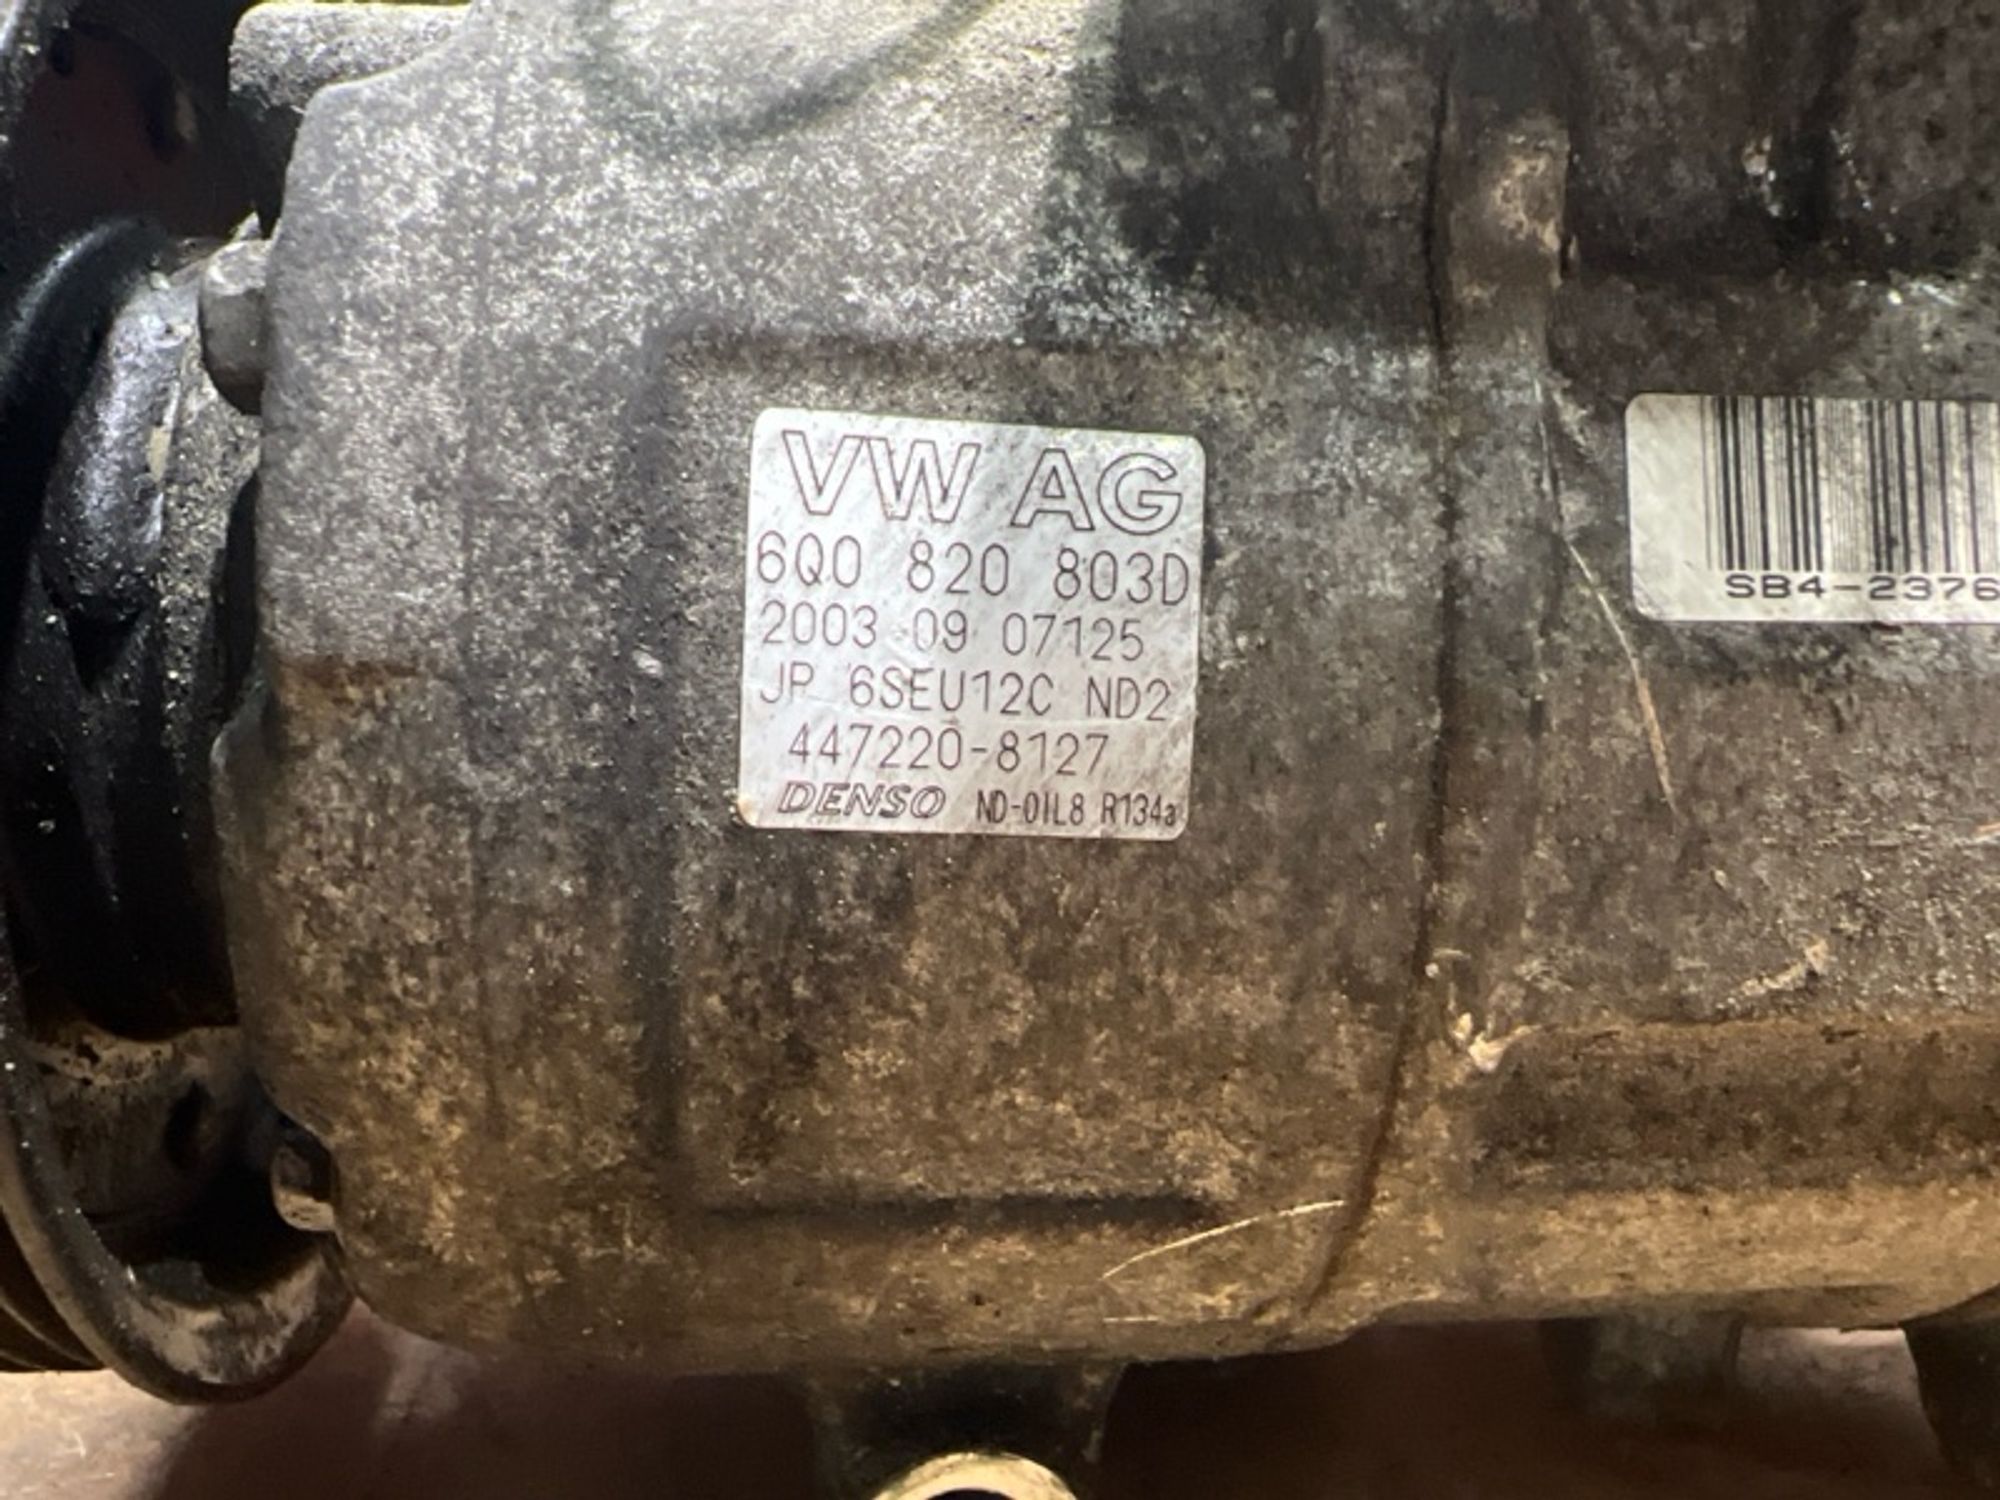 VW AG
6Q0 820 803D
2003 09 07125
JP 6SEU12C ND2
447220-8127
DENSO ND-OIL8 R134a
SB4-2376